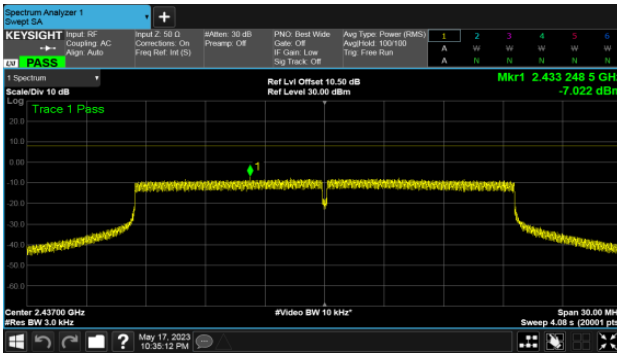 Spectrum Analyzer 1
Swept SA
+
KEYSIGHT
Input: RF
Coupling: AC
Align: Auto
Input Z: 50 Ω
Corrections: On
Freq Ref: Int (S)
#Atten: 30 dB
Preamp: Off
PNO: Best Wide
Gate: Off
IF Gain: Low
Sig Track: Off
Avg Type: Power (RMS)
Avg|Hold: 100/100
Trig: Free Run
1 2 3 4 5 6
A W W W W W
A N N N N N
LXI PASS
1 Spectrum
Scale/Div 10 dB
Ref Lvl Offset 10.50 dB
Ref Level 30.00 dBm
Mkr1 2.433 248 5 GHz
-7.022 dBm
Log
Trace 1 Pass
20.0
10.0
0.00
-10.0
-20.0
-30.0
-40.0
-50.0
-60.0
1
Center 2.43700 GHz
#Res BW 3.0 kHz
#Video BW 10 kHz*
Span 30.00 MH
Sweep 4.08 s (20001 pts
?
May 17, 2023
10:35:12 PM